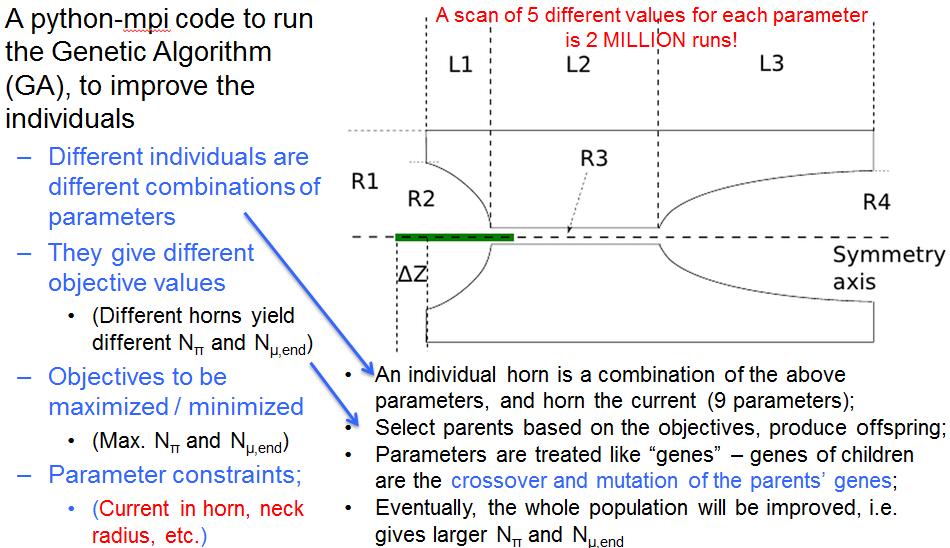 A python-mpi code to run
the Genetic Algorithm
(GA), to improve the
individuals
– Different individuals are
different combinations of
parameters
– They give different
objective values
• (Different horns yield
different Nπ and Nμ,end)
– Objectives to be
maximized / minimized
• (Max. Nπ and Nμ,end)
– Parameter constraints;
• (Current in horn, neck
radius, etc.)
A scan of 5 different values for each parameter
is 2 MILLION runs!
L1 L2 L3
R3
R1
R2
R4
Symmetry
axis
ΔZ
• An individual horn is a combination of the above
parameters, and horn the current (9 parameters);
• Select parents based on the objectives, produce offspring;
• Parameters are treated like “genes” – genes of children
are the crossover and mutation of the parents’ genes;
• Eventually, the whole population will be improved, i.e.
gives larger Nπ and Nμ,end